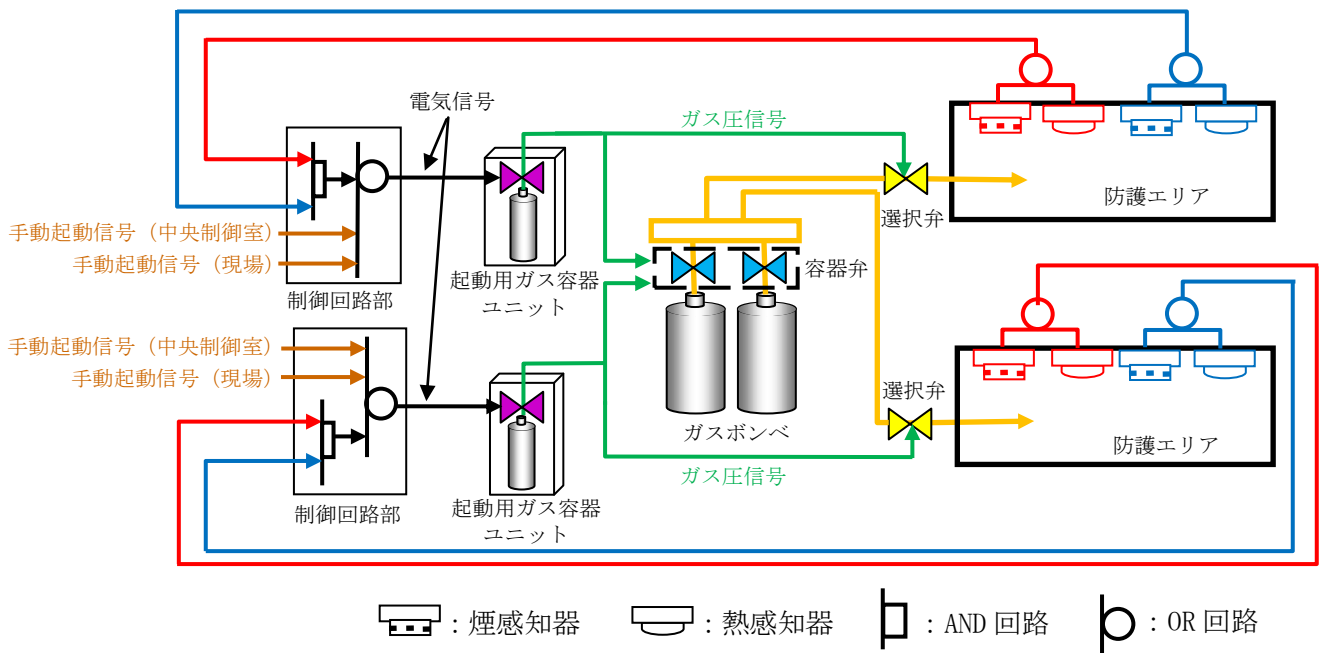 電気信号
ガス圧信号
防護エリア
選択弁
手動起動信号（中央制御室）
手動起動信号（現場）
容器弁
制御回路部
起動用ガス容器
ユニット
手動起動信号（中央制御室）
手動起動信号（現場）
選択弁
ガスボンベ
防護エリア
ガス圧信号
制御回路部
起動用ガス容器
ユニット
：煙感知器
：熱感知器
：AND 回路
：OR 回路